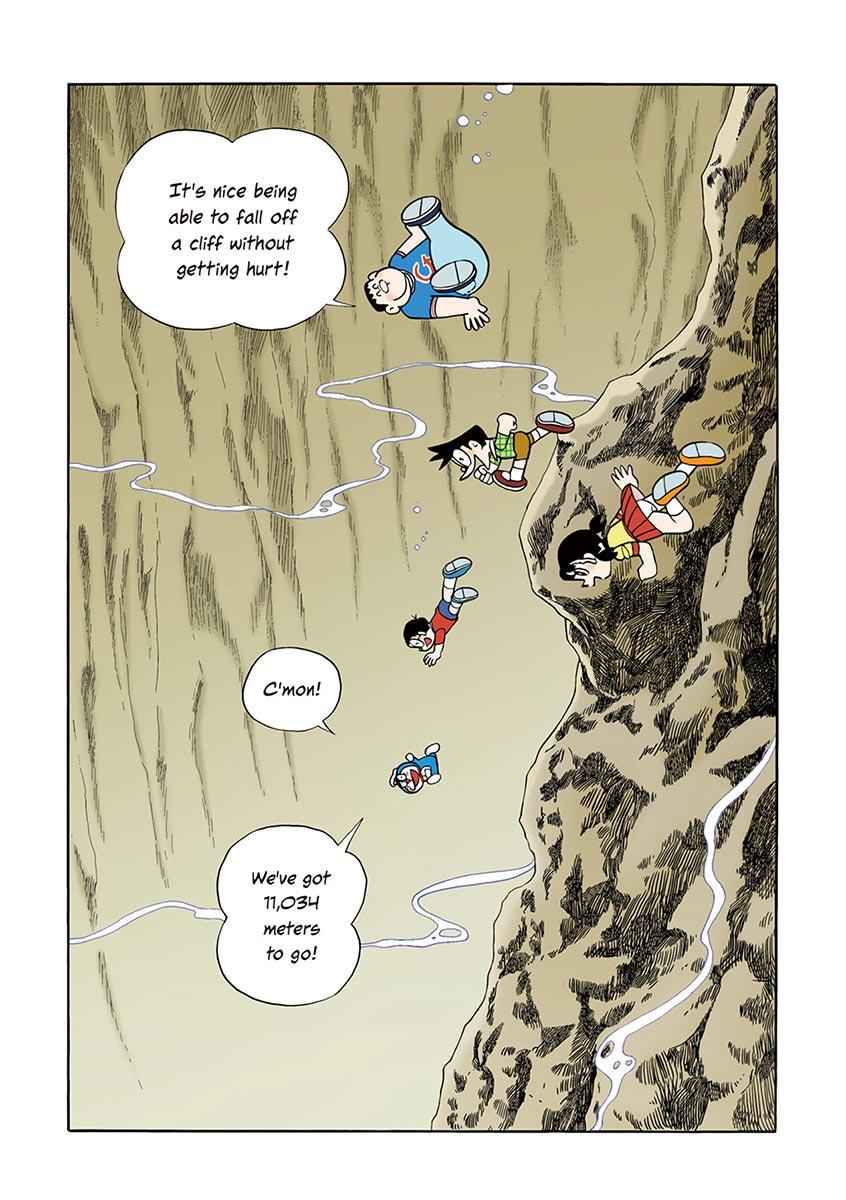 It's nice being
able to fall off
a cliff without
getting hurt!
C'mon!
We've got
11,034
meters
to go!